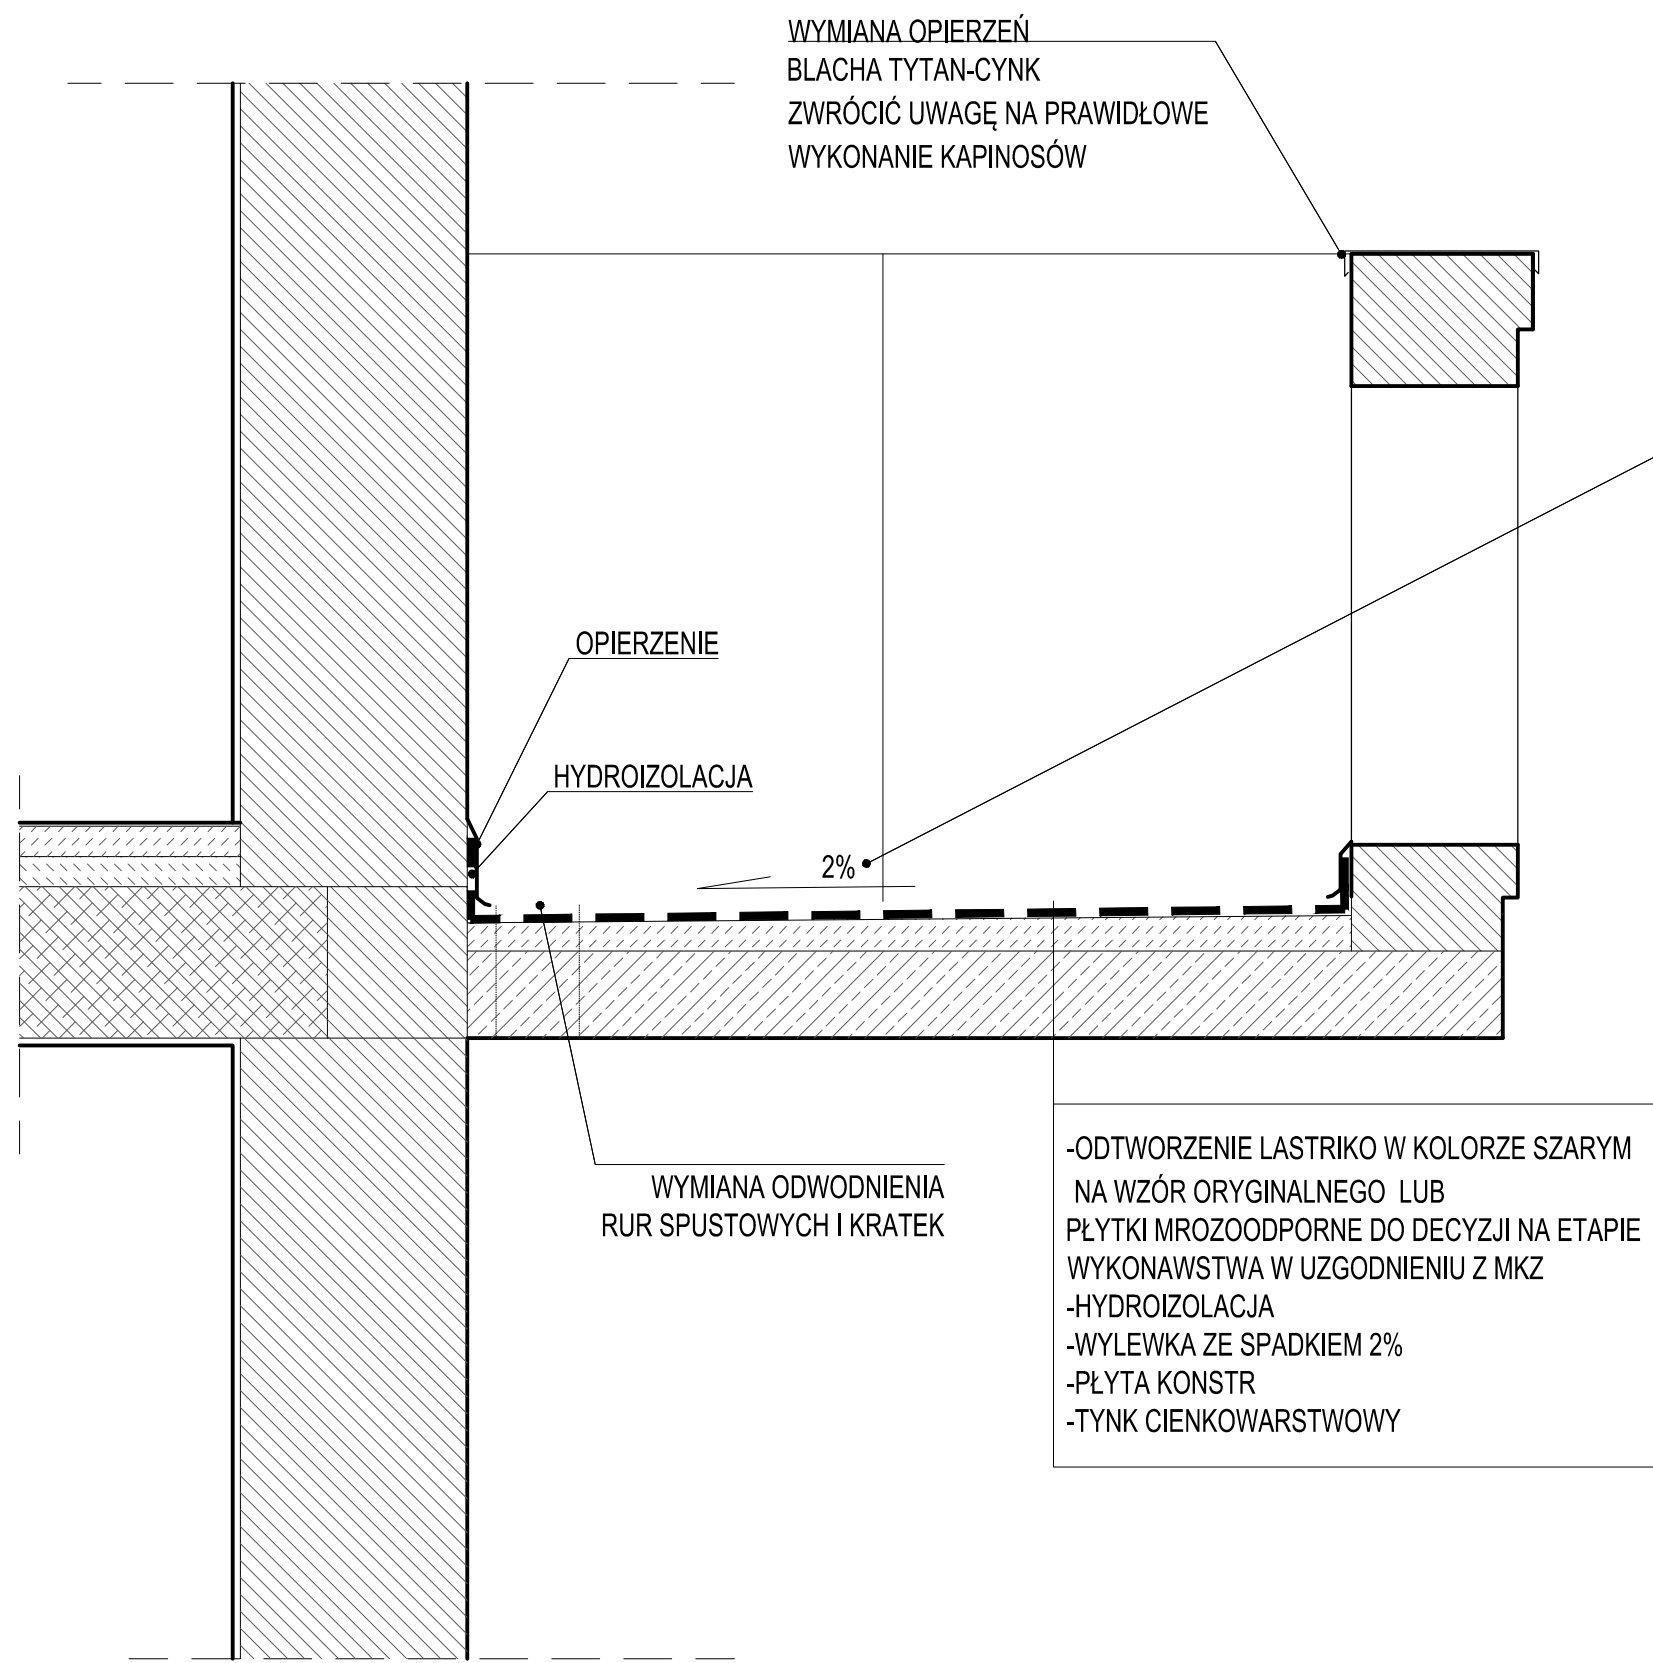 WYMIANA OPIERZEŃ
BLACHA TYTAN-CYNK
ZWRÓCIĆ UWAGĘ NA PRAWIDŁOWE
WYKONANIE KAPINOSÓW
OPIERZENIE
HYDROIZOLACJA
2%
WYMIANA ODWODNIENIA
RUR SPUSTOWYCH I KRATEK
-ODTWORZENIE LASTRIKO W KOLORZE SZARYM
NA WZÓR ORYGINALNEGO LUB
PŁYTKI MROZOODPORNE DO DECYZJI NA ETAPIE
WYKONAWSTWA W UZGODNIENIU Z MKZ
-HYDROIZOLACJA
-WYLEWKA ZE SPADKIEM 2%
-PŁYTA KONSTR
-TYNK CIENKOWARSTWOWY